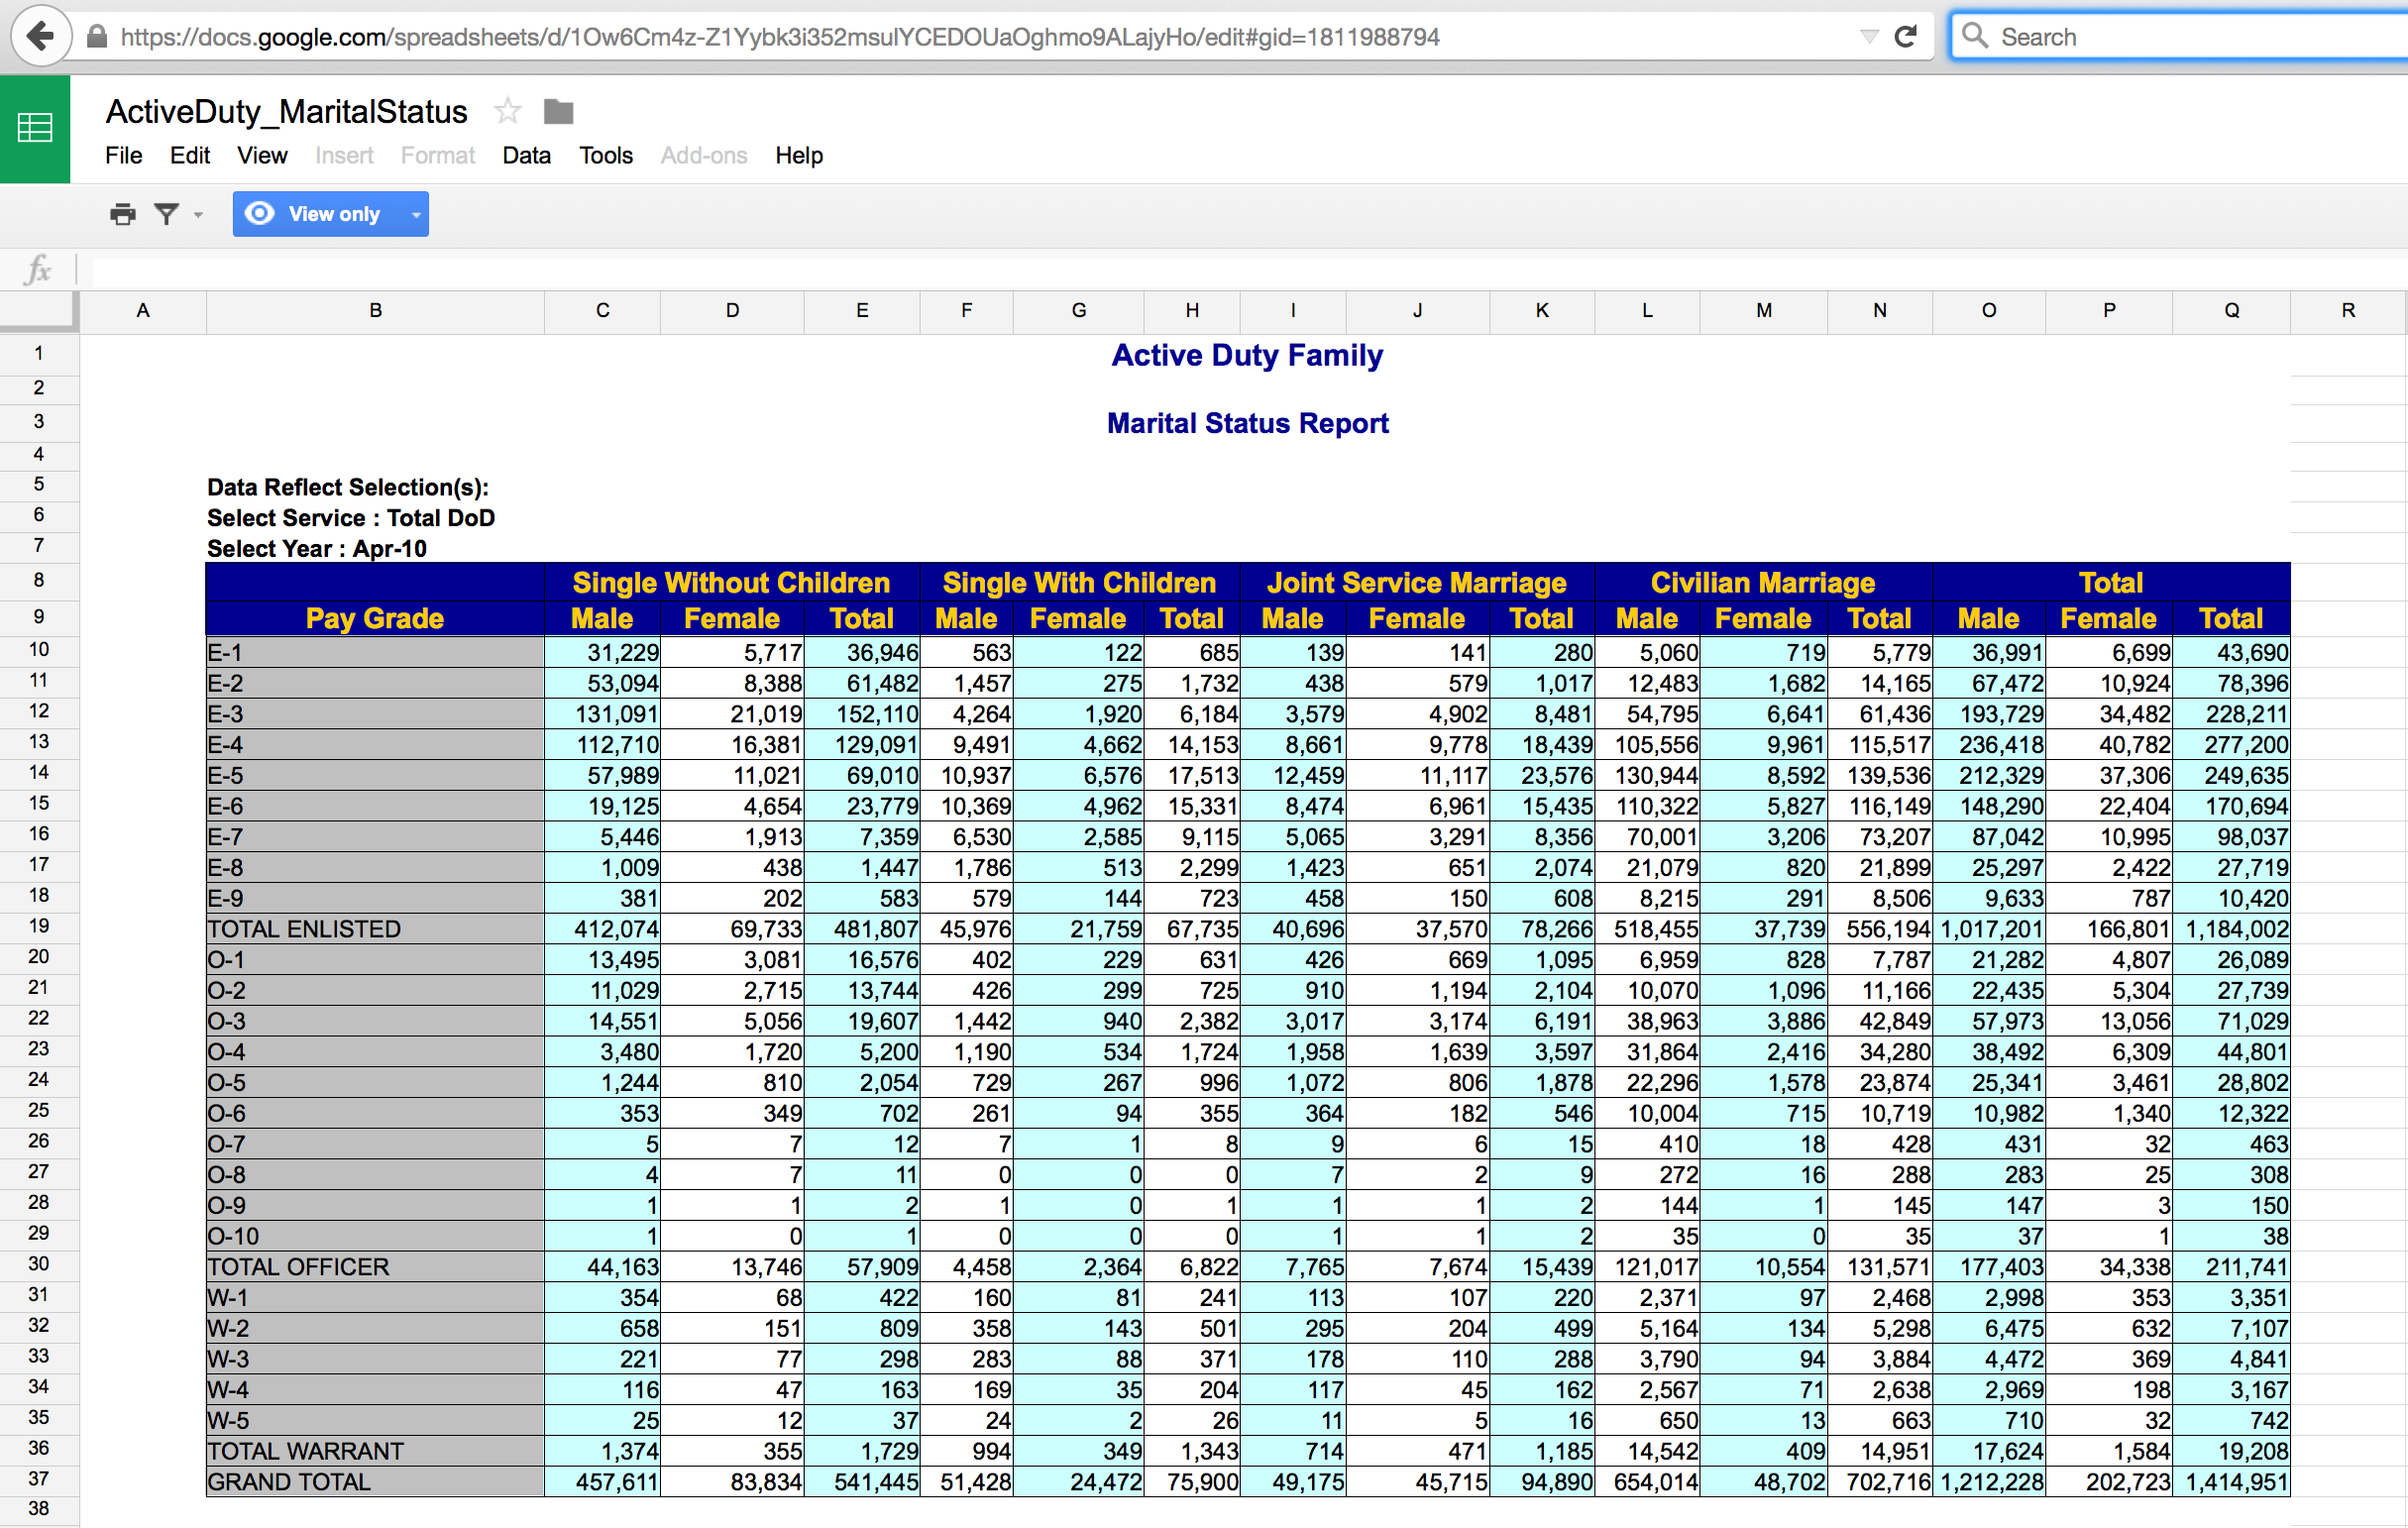 https://docs.google.com/spreadsheets/d/1Ow6Cm4z-Z1Yybk3i352msulYCEDOUaOghmo9ALajyHo/edit#gid=1811988794 Search
ActiveDuty_MaritalStatus
File Edit View Insert Format Data Tools Add-ons Help
View only
fx
A B C D E F G H I J K L M N O P Q R
1 Active Duty Family
2
3 Marital Status Report
4
5 Data Reflect Selection(s):
6 Select Service : Total DoD
7 Select Year : Apr-10
8 Single Without Children Single With Children Joint Service Marriage Civilian Marriage Total
9 Pay Grade Male Female Total Male Female Total Male Female Total Male Female Total Male Female Total
10 E-1 31,229 5,717 36,946 563 122 685 139 141 280 5,060 719 5,779 36,991 6,699 43,690
11 E-2 53,094 8,388 61,482 1,457 275 1,732 438 579 1,017 12,483 1,682 14,165 67,472 10,924 78,396
12 E-3 131,091 21,019 152,110 4,264 1,920 6,184 3,579 4,902 8,481 54,795 6,641 61,436 193,729 34,482 228,211
13 E-4 112,710 16,381 129,091 9,491 4,662 14,153 8,661 9,778 18,439 105,556 9,961 115,517 236,418 40,782 277,200
14 E-5 57,989 11,021 69,010 10,937 6,576 17,513 12,459 11,117 23,576 130,944 8,592 139,536 212,329 37,306 249,635
15 E-6 19,125 4,654 23,779 10,369 4,962 15,331 8,474 6,961 15,435 110,322 5,827 116,149 148,290 22,404 170,694
16 E-7 5,446 1,913 7,359 6,530 2,585 9,115 5,065 3,291 8,356 70,001 3,206 73,207 87,042 10,995 98,037
17 E-8 1,009 438 1,447 1,786 513 2,299 1,423 651 2,074 21,079 820 21,899 25,297 2,422 27,719
18 E-9 381 202 583 579 144 723 458 150 608 8,215 291 8,506 9,633 787 10,420
19 TOTAL ENLISTED 412,074 69,733 481,807 45,976 21,759 67,735 40,696 37,570 78,266 518,455 37,739 556,194 1,017,201 166,801 1,184,002
20 O-1 13,495 3,081 16,576 402 229 631 426 669 1,095 6,959 828 7,787 21,282 4,807 26,089
21 O-2 11,029 2,715 13,744 426 299 725 910 1,194 2,104 10,070 1,096 11,166 22,435 5,304 27,739
22 O-3 14,551 5,056 19,607 1,442 940 2,382 3,017 3,174 6,191 38,963 3,886 42,849 57,973 13,056 71,029
23 O-4 3,480 1,720 5,200 1,190 534 1,724 1,958 1,639 3,597 31,864 2,416 34,280 38,492 6,309 44,801
24 O-5 1,244 810 2,054 729 267 996 1,072 806 1,878 22,296 1,578 23,874 25,341 3,461 28,802
25 O-6 353 349 702 261 94 355 364 182 546 10,004 715 10,719 10,982 1,340 12,322
26 O-7 5 7 12 7 1 8 9 6 15 410 18 428 431 32 463
27 O-8 4 7 11 0 0 0 7 2 9 272 16 288 283 25 308
28 O-9 1 1 2 1 0 1 1 1 2 144 1 145 147 3 150
29 O-10 1 0 1 0 0 0 1 1 2 35 0 35 37 1 38
30 TOTAL OFFICER 44,163 13,746 57,909 4,458 2,364 6,822 7,765 7,674 15,439 121,017 10,554 131,571 177,403 34,338 211,741
31 W-1 354 68 422 160 81 241 113 107 220 2,371 97 2,468 2,998 353 3,351
32 W-2 658 151 809 358 143 501 295 204 499 5,164 134 5,298 6,475 632 7,107
33 W-3 221 77 298 283 88 371 178 110 288 3,790 94 3,884 4,472 369 4,841
34 W-4 116 47 163 169 35 204 117 45 162 2,567 71 2,638 2,969 198 3,167
35 W-5 25 12 37 24 2 26 11 5 16 650 13 663 710 32 742
36 TOTAL WARRANT 1,374 355 1,729 994 349 1,343 714 471 1,185 14,542 409 14,951 17,624 1,584 19,208
37 GRAND TOTAL 457,611 83,834 541,445 51,428 24,472 75,900 49,175 45,715 94,890 654,014 48,702 702,716 1,212,228 202,723 1,414,951
38